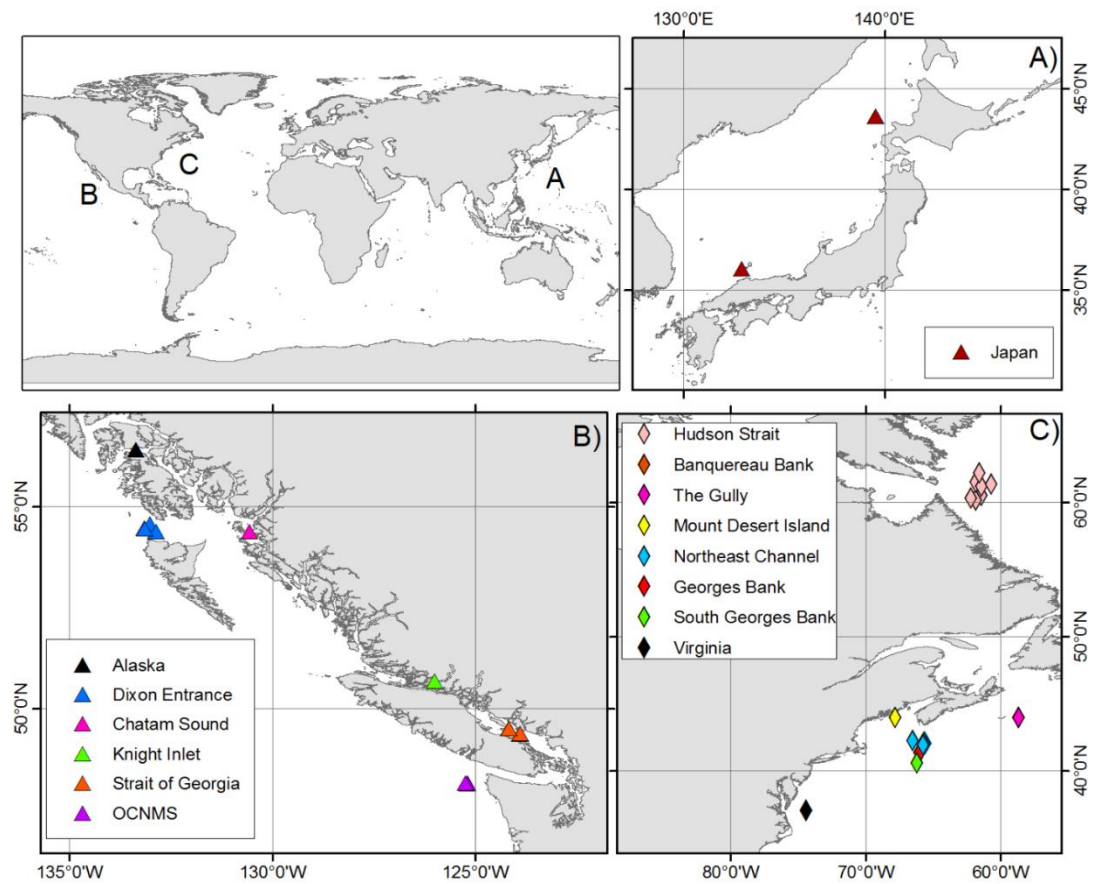 130°0'E 140°0'E
C
B
A
A)
45°0'N
40°0'N
35°0'N
Japan
B)
55°0'N
50°0'N
Alaska
Dixon Entrance
Chatam Sound
Knight Inlet
Strait of Georgia
OCNMS
135°0'W 130°0'W 125°0'W
C)
Hudson Strait
Banquereau Bank
The Gully
Mount Desert Island
Northeast Channel
Georges Bank
South Georges Bank
Virginia
60°0'N
50°0'N
40°0'N
80°0'W 70°0'W 60°0'W